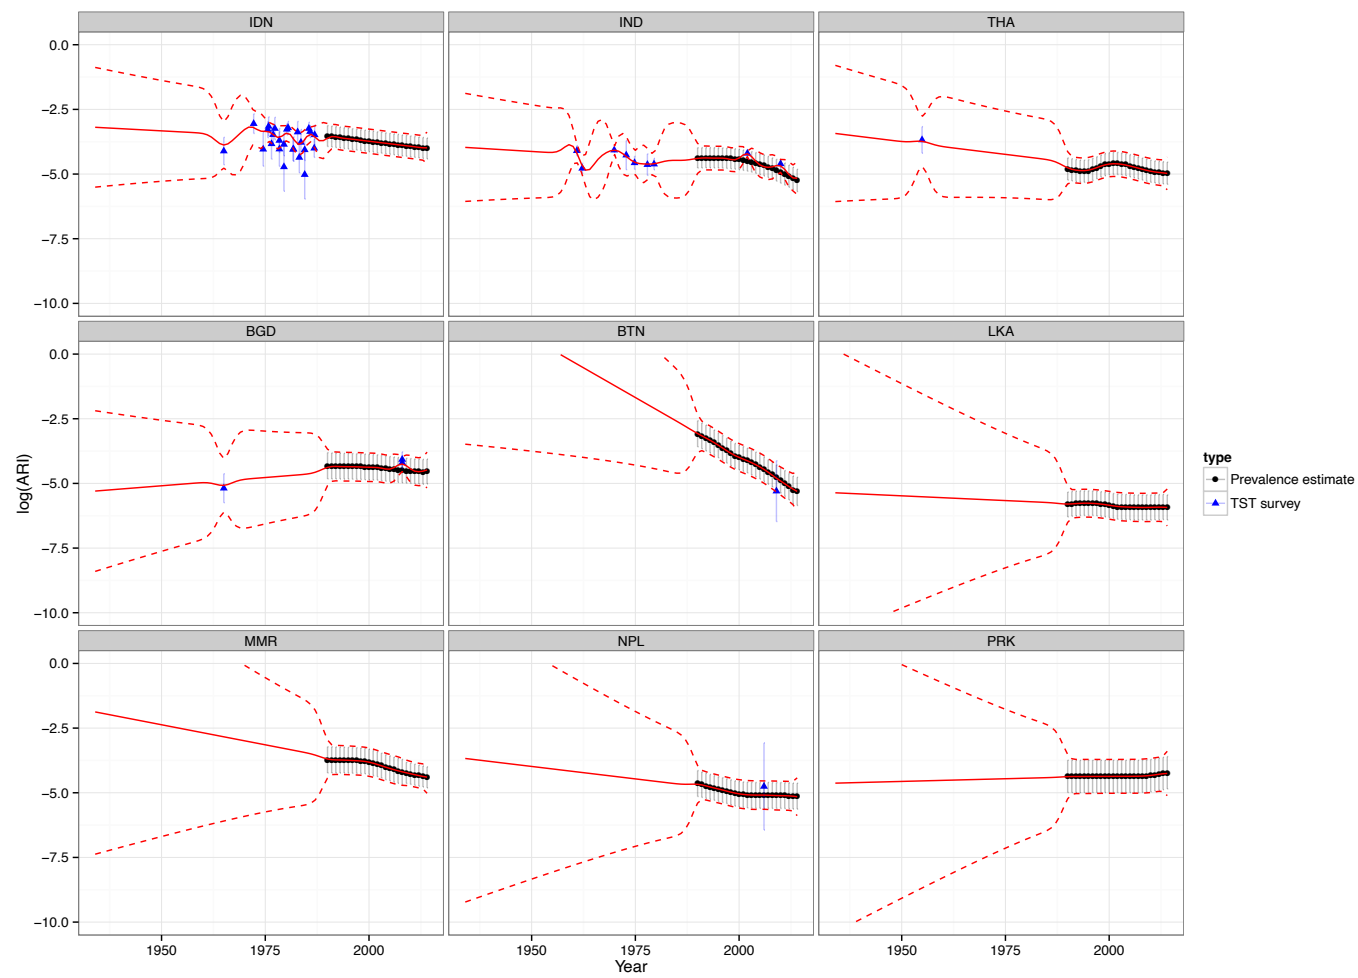 IDN IND THA
0.0
−2.5
−5.0
−7.5
−10.0
BGD BTN LKA
0.0
−2.5
−5.0
−7.5
−10.0
log(ARI)
type
Prevalence estimate
TST survey
MMR NPL PRK
0.0
−2.5
−5.0
−7.5
−10.0
1950 1975 2000 1950 1975 2000 1950 1975 2000
Year